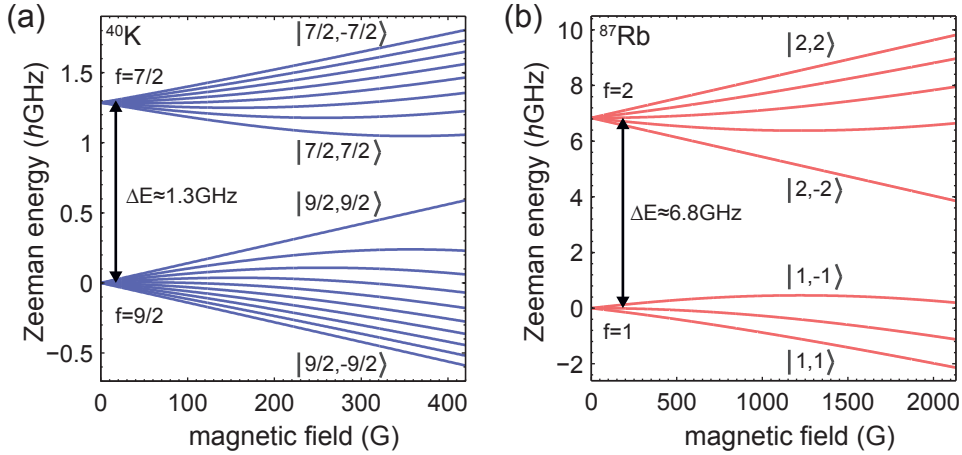 (a)
⁴⁰K
|7/2,-7/2⟩
f=7/2
|7/2,7/2⟩
ΔE≈1.3GHz
|9/2,9/2⟩
f=9/2
|9/2,-9/2⟩
1.5
1
0.5
0
−0.5
0
100
200
300
400
Zeeman energy (hGHz)
magnetic field (G)
(b)
⁸⁷Rb
|2,2⟩
f=2
|2,-2⟩
ΔE≈6.8GHz
|1,-1⟩
f=1
|1,1⟩
10
8
6
4
2
0
−2
0
500
1000
1500
2000
Zeeman energy (hGHz)
magnetic field (G)